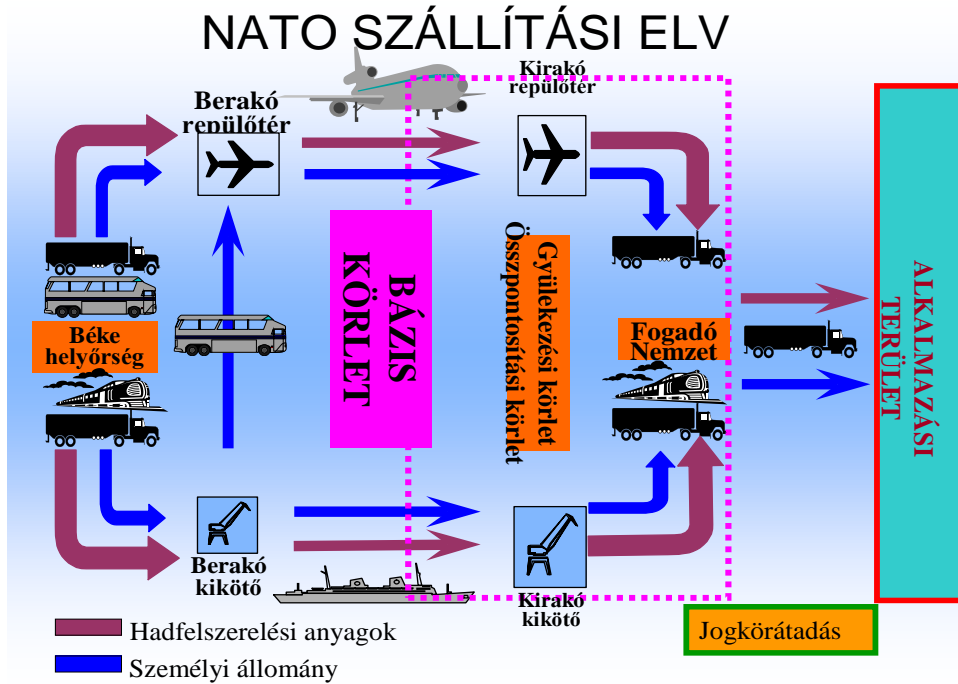 NATO SZÁLLÍTÁSI ELV
Kirakó
repülőtér
Berakó
repülőtér
BÁZIS
KÖRLET
Gyülekezési körlet
Összpontosítási körlet
Béke
helyőrség
Fogadó
Nemzet
ALKALMAZÁSI
TERÜLET
Berakó
kikötő
Kirakó
kikötő
Hadfelszerelési anyagok
Személyi állomány
Jogkörátadás